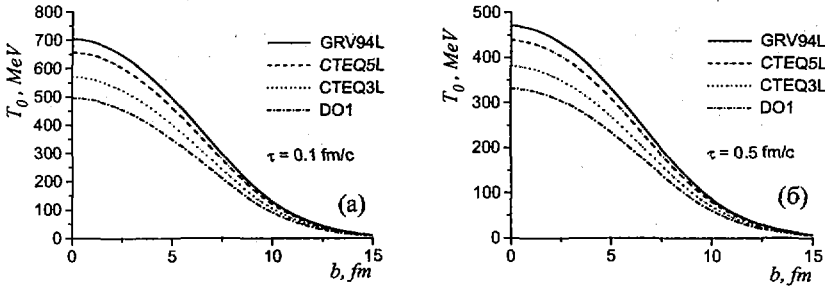 800
700
600
500
400
300
200
100
0
T₀, MeV
GRV94L
CTEQ5L
CTEQ3L
DO1
τ = 0.1 fm/c
(а)
0 5 10 15
b, fm
500
400
300
200
100
0
T₀, MeV
GRV94L
CTEQ5L
CTEQ3L
DO1
τ = 0.5 fm/c
(б)
0 5 10 15
b, fm